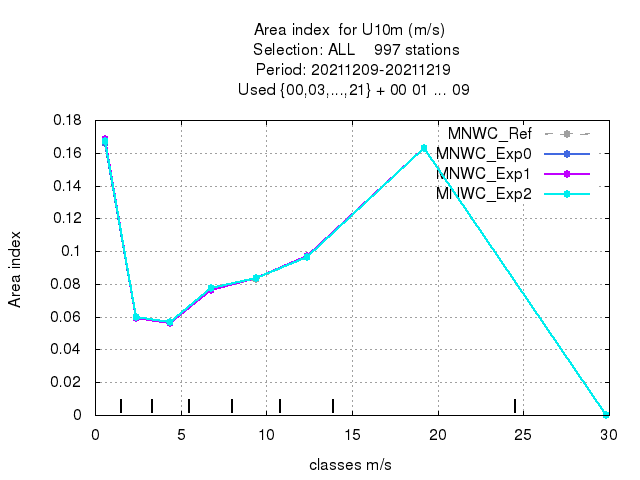 Area index  for U10m (m/s)
Selection: ALL    997 stations
Period: 20211209-20211219
Used {00,03,...,21} + 00 01 ... 09
0.18
0.16
0.14
0.12
0.1
0.08
0.06
0.04
0.02
0
Area index
MNWC_Ref
MNWC_Exp0
MNWC_Exp1
MNWC_Exp2
0 5 10 15 20 25 30
classes m/s